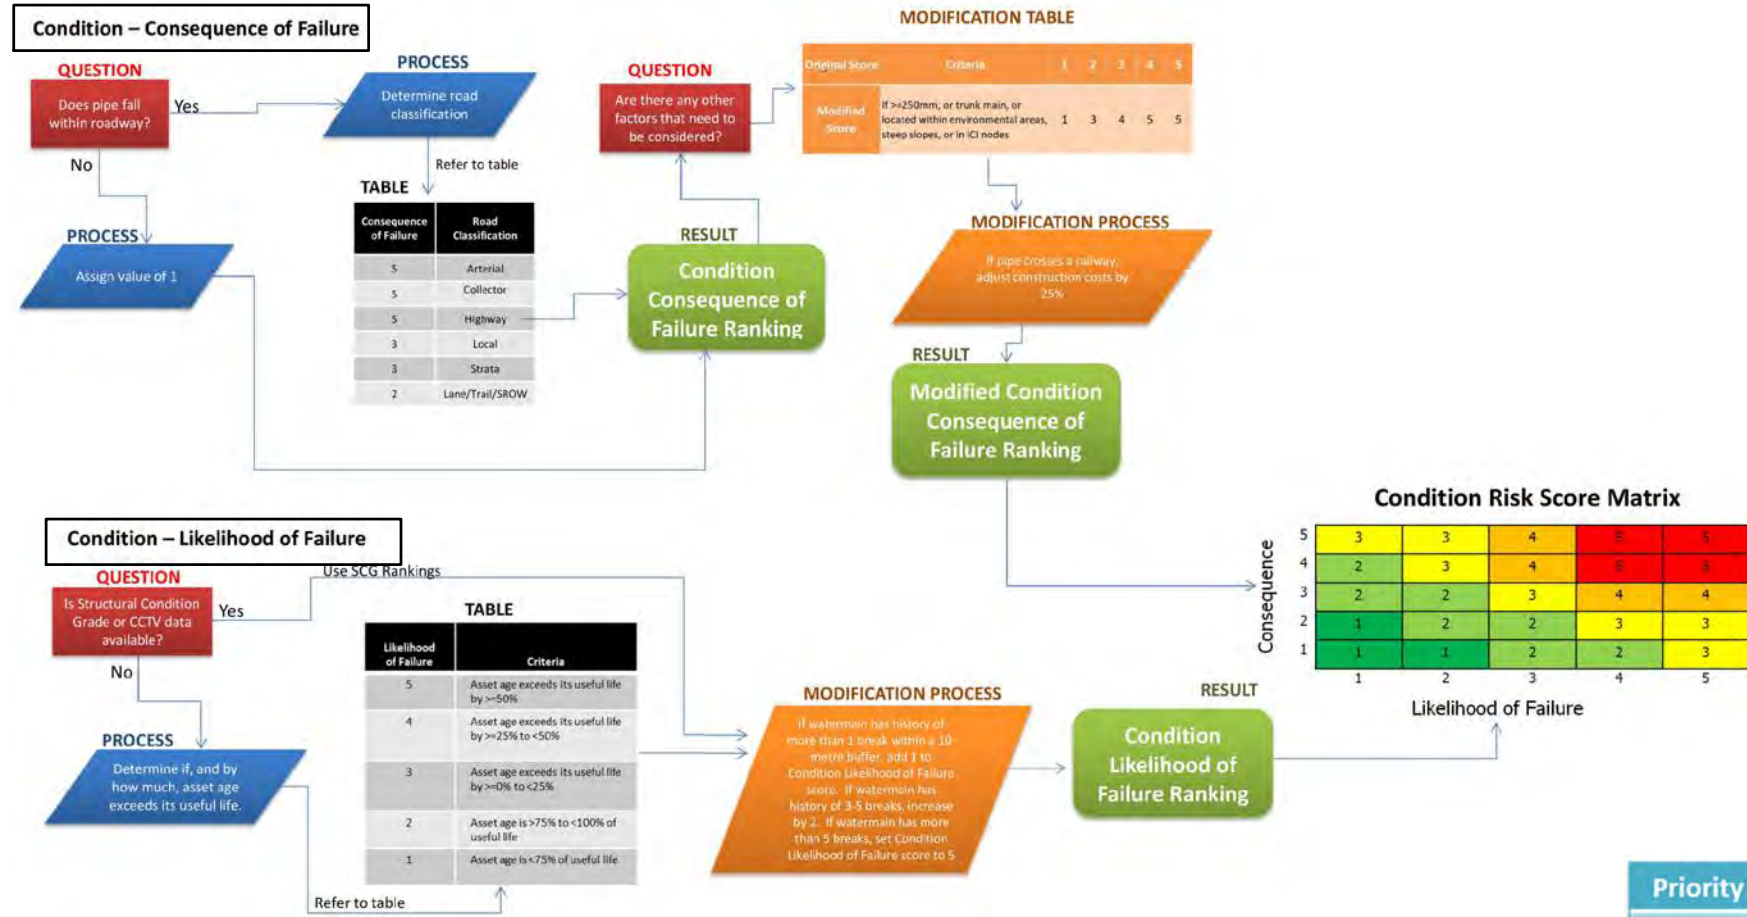 Condition – Consequence of Failure
QUESTION
Does pipe fall
within roadway?
Yes
No
PROCESS
Determine road
classification
Refer to table
PROCESS
Assign value of 1
TABLE
Consequence
of Failure
Road
Classification
5 Arterial
5 Collector
5 Highway
3 Local
3 Strata
2 Lane/Trail/SROW
RESULT
Condition
Consequence of
Failure Ranking
QUESTION
Are there any other
factors that need to
be considered?
MODIFICATION TABLE
Original Score Criteria 1 2 3 4 5
Modified
Score
If >=250mm, or trunk main, or
located within environmental areas,
steep slopes, or in ICI nodes
1 3 4 5 5
MODIFICATION PROCESS
If pipe crosses a railway,
adjust construction costs by
25%
RESULT
Modified Condition
Consequence of
Failure Ranking
Condition – Likelihood of Failure
QUESTION
Is Structural Condition
Grade or CCTV data
available?
Yes
Use SCG Rankings
No
PROCESS
Determine if, and by
how much, asset age
exceeds its useful life.
Refer to table
TABLE
Likelihood
of Failure
Criteria
5 Asset age exceeds its useful life
by >=50%
4 Asset age exceeds its useful life
by >=25% to <50%
3 Asset age exceeds its useful life
by >=0% to <25%
2 Asset age is >75% to <100% of
useful life
1 Asset age is <75% of useful life
MODIFICATION PROCESS
If watermain has history of
more than 1 break within a 10-
metre buffer, add 1 to
Condition Likelihood of Failure
score. If watermain has
history of 3-5 breaks, increase
by 2. If watermain has more
than 5 breaks, set Condition
Likelihood of Failure score to 5
RESULT
Condition
Likelihood of
Failure Ranking
Condition Risk Score Matrix
Consequence
5 3 3 4 5 5
4 2 3 4 5 5
3 2 2 3 4 4
2 1 2 2 3 3
1 1 1 2 2 3
1 2 3 4 5
Likelihood of Failure
Priority